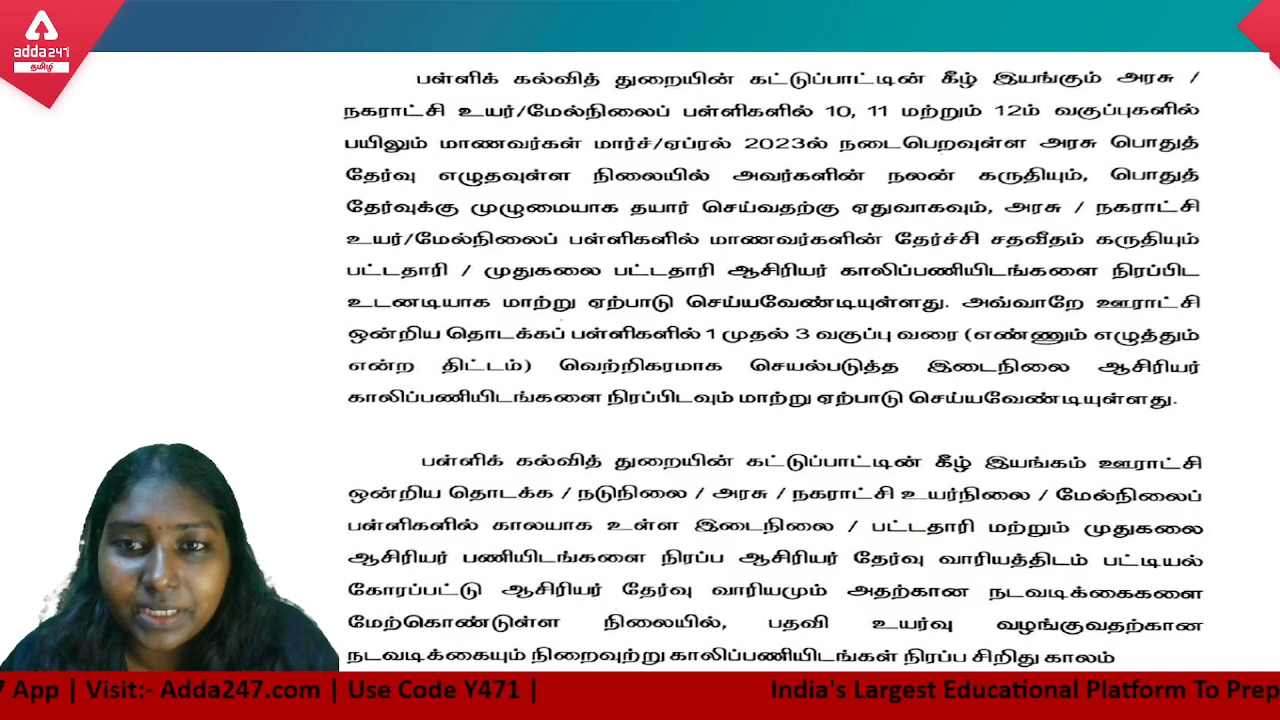 adda247
தமிழ்
பள்ளிக் கல்வித் துறையின் கட்டுப்பாட்டின் கீழ் இயங்கும் அரசு /
நகராட்சி உயர்/மேல்நிலைப் பள்ளிகளில் 10, 11 மற்றும் 12ம் வகுப்புகளில்
பயிலும் மாணவர்கள் மார்ச்/ஏப்ரல் 2023ல் நடைபெறவுள்ள அரசு பொதுத்
தேர்வு எழுதவுள்ள நிலையில் அவர்களின் நலன் கருதியும், பொதுத்
தேர்வுக்கு முழுமையாக தயார் செய்வதற்கு ஏதுவாகவும், அரசு / நகராட்சி
உயர்/மேல்நிலைப் பள்ளிகளில் மாணவர்களின் தேர்ச்சி சதவீதம் கருதியும்
பட்டதாரி / முதுகலை பட்டதாரி ஆசிரியர் காலிப்பணியிடங்களை நிரப்பிட
உடனடியாக மாற்று ஏற்பாடு செய்யவேண்டியுள்ளது. அவ்வாறே ஊராட்சி
ஒன்றிய தொடக்கப் பள்ளிகளில் 1 முதல் 3 வகுப்பு வரை (எண்ணும் எழுத்தும்
என்ற திட்டம்) வெற்றிகரமாக செயல்படுத்த இடைநிலை ஆசிரியர்
காலிப்பணியிடங்களை நிரப்பிடவும் மாற்று ஏற்பாடு செய்யவேண்டியுள்ளது.
பள்ளிக் கல்வித் துறையின் கட்டுப்பாட்டின் கீழ் இயங்கம் ஊராட்சி
ஒன்றிய தொடக்க / நடுநிலை / அரசு / நகராட்சி உயர்நிலை / மேல்நிலைப்
பள்ளிகளில் காலயாக உள்ள இடைநிலை / பட்டதாரி மற்றும் முதுகலை
ஆசிரியர் பணியிடங்களை நிரப்ப ஆசிரியர் தேர்வு வாரியத்திடம் பட்டியல்
கோரப்பட்டு ஆசிரியர் தேர்வு வாரியமும் அதற்கான நடவடிக்கைகளை
மேற்கொண்டுள்ள நிலையில், பதவி உயர்வு வழங்குவதற்கான
நடவடிக்கையும் நிறைவுற்று காலிப்பணியிடங்கள் நிரப்ப சிறிது காலம்
7 App | Visit:- Adda247.com | Use Code Y471 | India's Largest Educational Platform To Prep